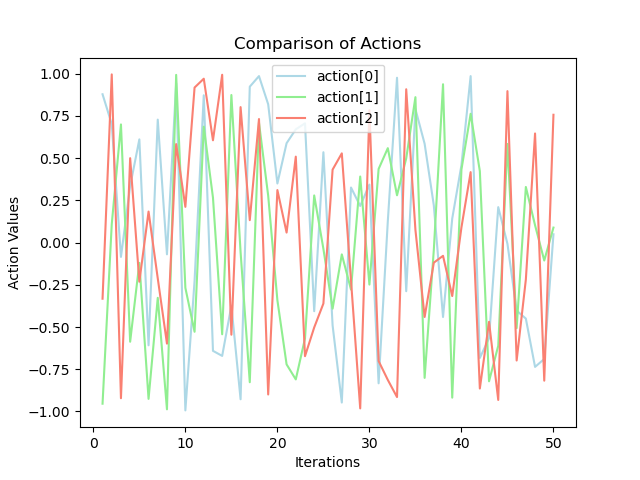 Comparison of Actions
action[0]
action[1]
action[2]
1.00
0.75
0.50
0.25
0.00
−0.25
−0.50
−0.75
−1.00
Action Values
0 10 20 30 40 50
Iterations